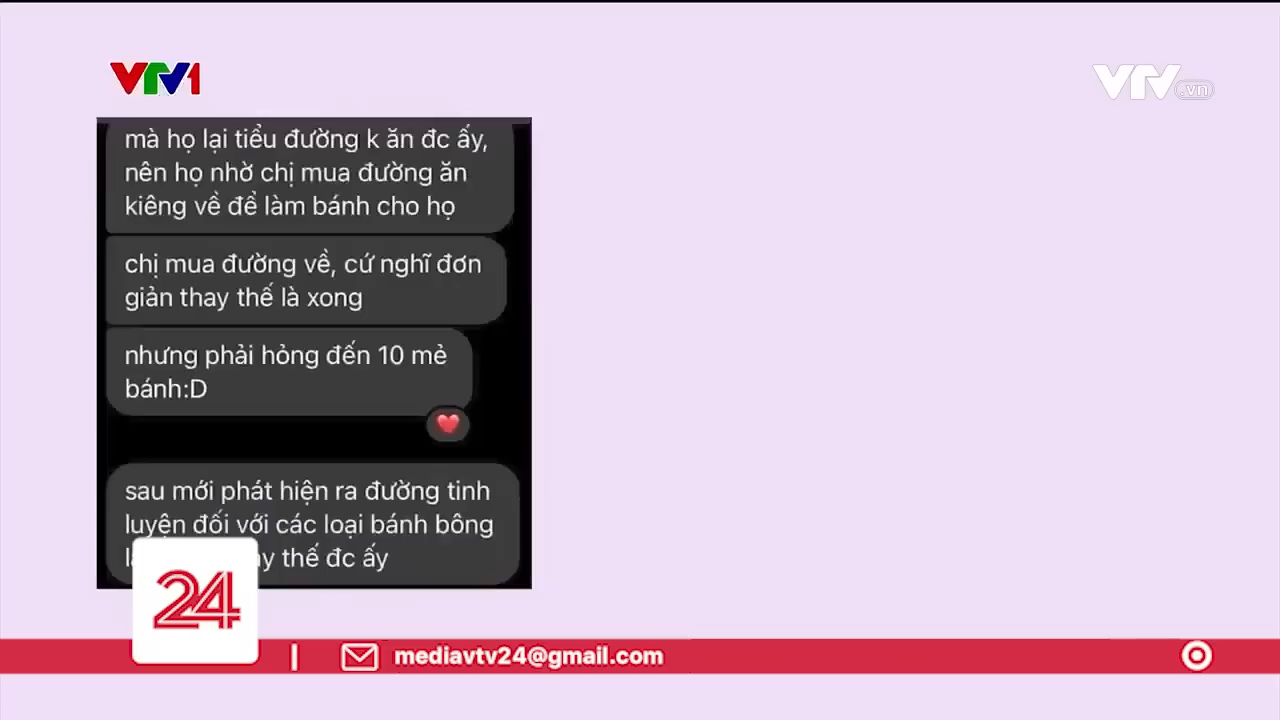 VTV1
VTV.vn
mà họ lại tiểu đường k ăn đc ấy,
nên họ nhờ chị mua đường ăn
kiêng về để làm bánh cho họ
chị mua đường về, cứ nghĩ đơn
giản thay thế là xong
nhưng phải hỏng đến 10 mẻ
bánh:D
sau mới phát hiện ra đường tinh
luyện đối với các loại bánh bông
thế đc ấy
24
mediavtv24@gmail.com